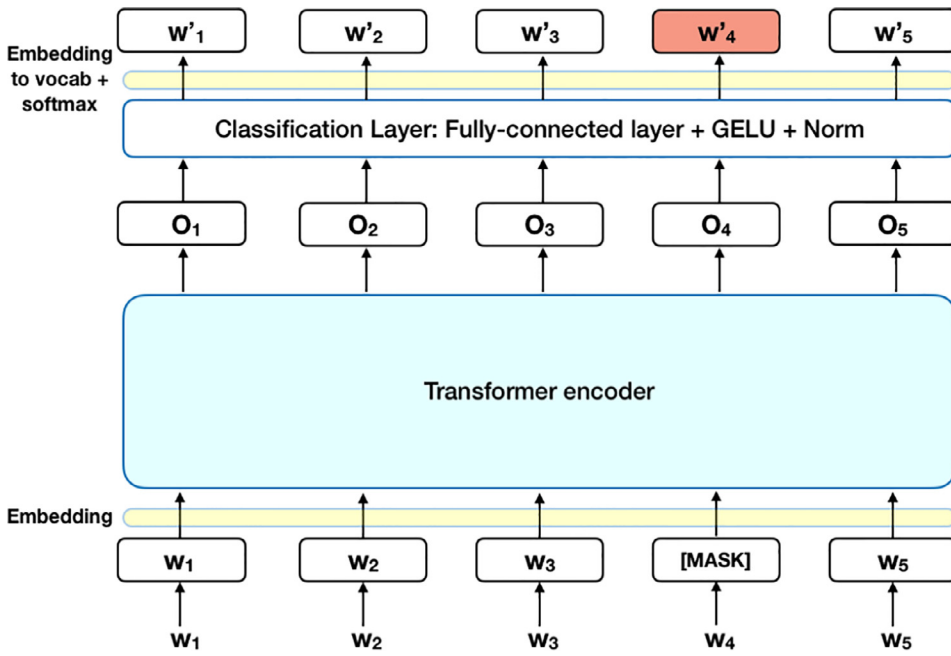 w'₁ w'₂ w'₃ w'₄ w'₅
Embedding
to vocab +
softmax
Classification Layer: Fully-connected layer + GELU + Norm
O₁ O₂ O₃ O₄ O₅
Transformer encoder
Embedding
W₁ W₂ W₃ [MASK] W₅
W₁ W₂ W₃ W₄ W₅